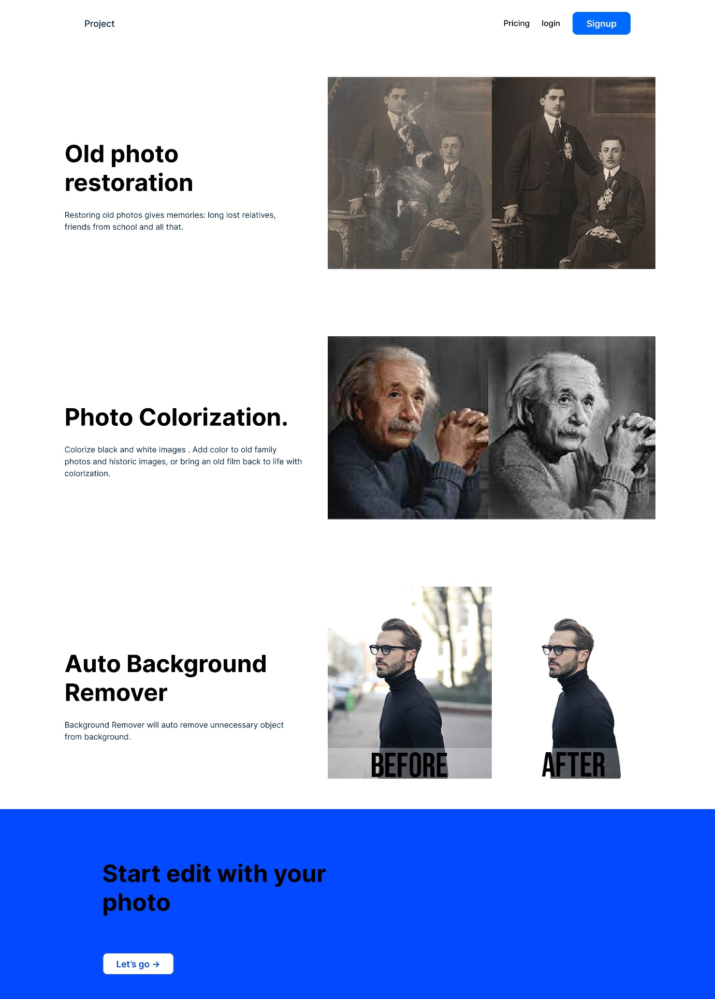 Project
Pricing login Signup
Old photo
restoration
Restoring old photos gives memories: long lost relatives,
friends from school and all that.
Photo Colorization.
Colorize black and white images . Add color to old family
photos and historic images, or bring an old film back to life with
colorization.
Auto Background
Remover
Background Remover will auto remove unnecessary object
from background.
BEFORE AFTER
Start edit with your
photo
Let’s go →